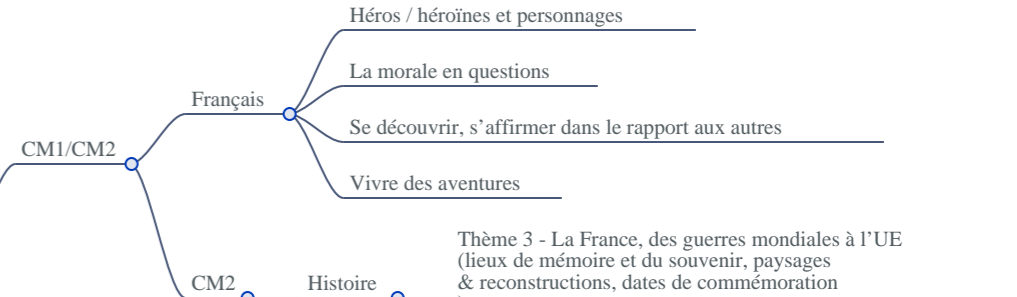 Héros / héroïnes et personnages
La morale en questions
Français
Se découvrir, s’affirmer dans le rapport aux autres
CM1/CM2
Vivre des aventures
Thème 3 - La France, des guerres mondiales à l’UE
(lieux de mémoire et du souvenir, paysages
CM2 Histoire & reconstructions, dates de commémoration